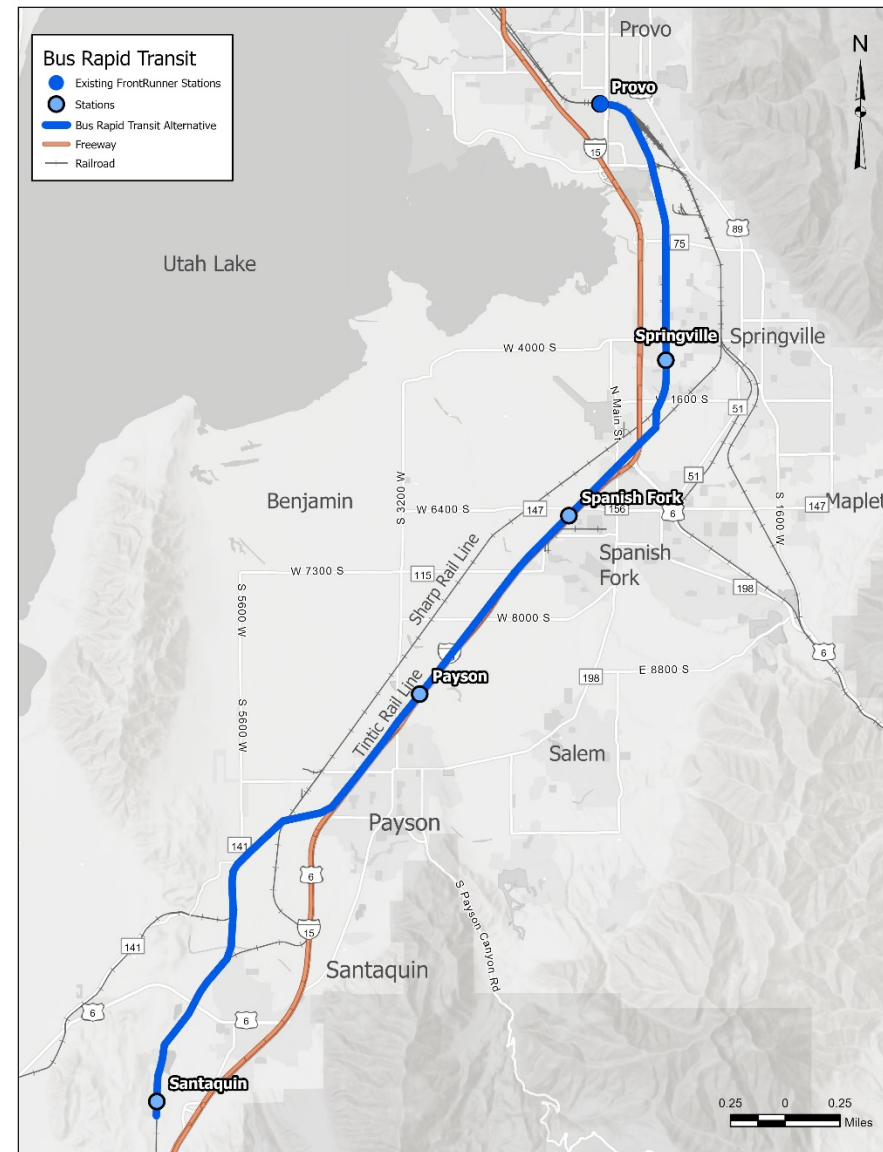 Bus Rapid Transit
Existing FrontRunner Stations
Stations
Bus Rapid Transit Alternative
Freeway
Railroad
Provo
N
Provo
15
89
Utah Lake
75
Springville
Springville
W 4000 S
N Main St
1600 S
51
Benjamin
S 3200 W
Spanish Fork
51
S 1600 W
Maplet
W 6400 S
147
156
6
147
Sharp Rail Line
Spanish
Fork
W 7300 S
115
S 5600 W
198
W 8000 S
6
Payson
E 8800 S
198
Tintic Rail Line
S 5600 W
Salem
Payson
141
6
S Payson Canyon Rd
15
141
Santaquin
6
6
Santaquin
0.25 0 0.25
Miles